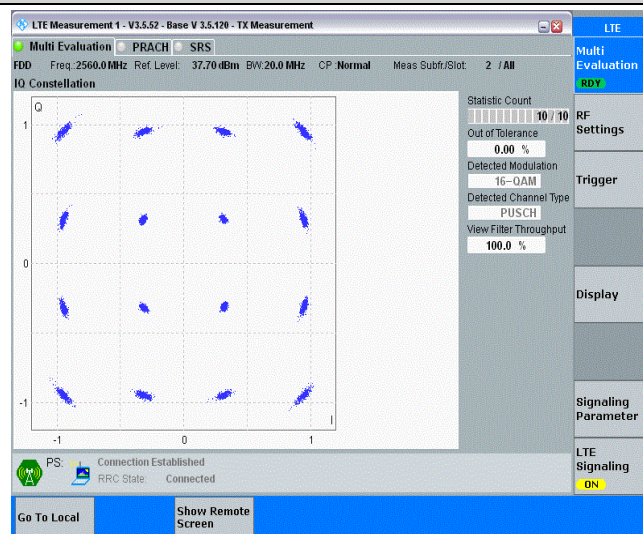 LTE Measurement 1 - V3.5.52 - Base V 3.5.120 - TX Measurement
LTE
Multi Evaluation PRACH SRS
FDD Freq.:2560.0 MHz Ref. Level: 37.70 dBm BW:20.0 MHz CP :Normal Meas Subfr./Slot: 2 / All
IQ Constellation
Q
1
0
-1
-1 0 1
I
Statistic Count
10 / 10
Out of Tolerance
0.00 %
Detected Modulation
16-QAM
Detected Channel Type
PUSCH
View Filter Throughput
100.0 %
Multi
Evaluation
RDY
RF
Settings
Trigger
Display
Signaling
Parameter
LTE
Signaling
ON
PS: Connection Established
RRC State: Connected
Go To Local
Show Remote
Screen